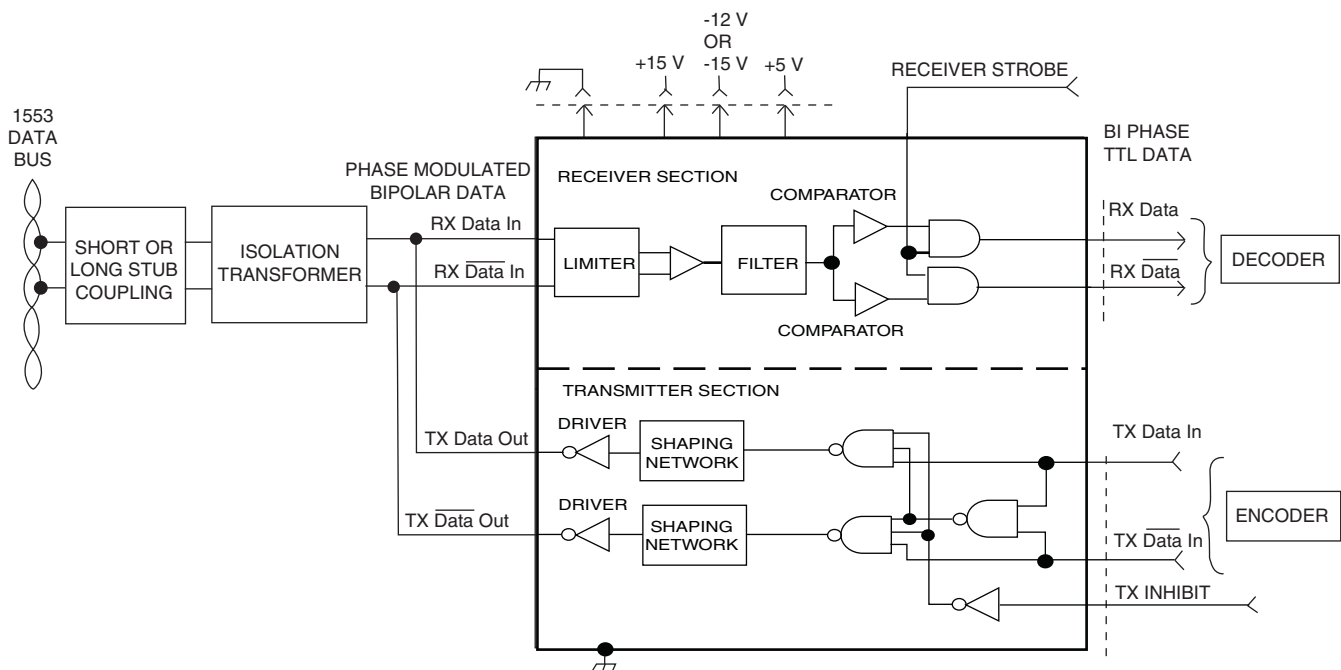 -12 V
OR
+15 V
-15 V
+5 V
RECEIVER STROBE
1553
DATA
BUS
BI PHASE
TTL DATA
PHASE MODULATED
BIPOLAR DATA
RECEIVER SECTION
COMPARATOR
RX Data In
RX Data
SHORT OR
LONG STUB
COUPLING
ISOLATION
TRANSFORMER
LIMITER
FILTER
DECODER
RX Data In
RX Data
COMPARATOR
TRANSMITTER SECTION
DRIVER
TX Data Out
SHAPING
NETWORK
TX Data In
DRIVER
TX Data Out
SHAPING
NETWORK
ENCODER
TX Data In
TX INHIBIT